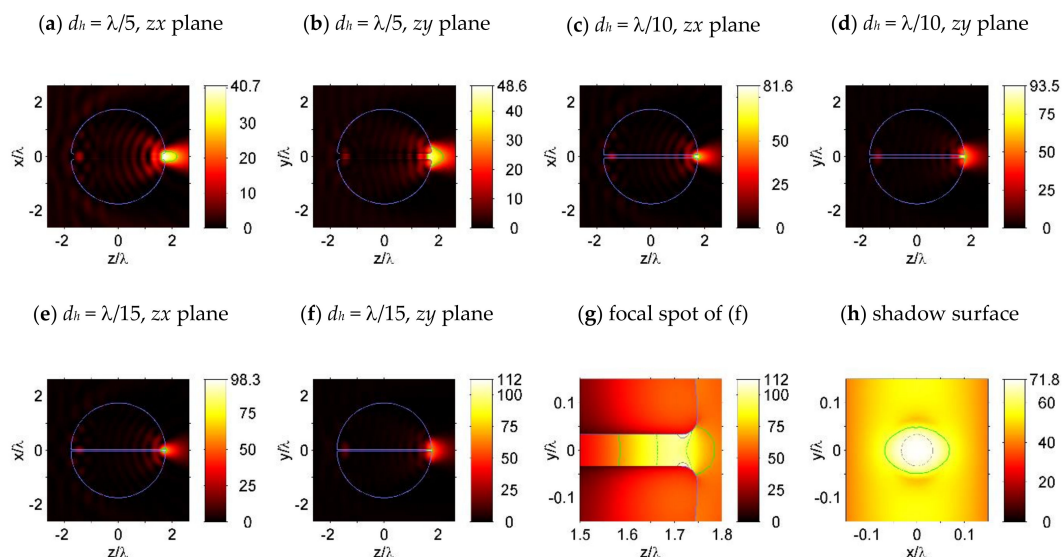 (a) dh = λ/5, zx plane
(b) dh = λ/5, zy plane
(c) dh = λ/10, zx plane
(d) dh = λ/10, zy plane
40.7
40
30
20
10
0
2
0
-2
x/λ
-2 0 2
z/λ
48.6
40
30
20
10
0
2
0
-2
y/λ
-2 0 2
z/λ
81.6
75
50
25
0
2
0
-2
x/λ
-2 0 2
z/λ
93.5
75
50
25
0
2
0
-2
y/λ
-2 0 2
z/λ
(e) dh = λ/15, zx plane
(f) dh = λ/15, zy plane
(g) focal spot of (f)
(h) shadow surface
98.3
75
50
25
0
2
0
-2
x/λ
-2 0 2
z/λ
112
100
75
50
25
0
2
0
-2
y/λ
-2 0 2
z/λ
112
100
75
50
25
0
0.1
0
-0.1
y/λ
1.5 1.6 1.7 1.8
z/λ
71.8
60
45
30
15
0
0.1
0
-0.1
y/λ
-0.1 0 0.1
x/λ